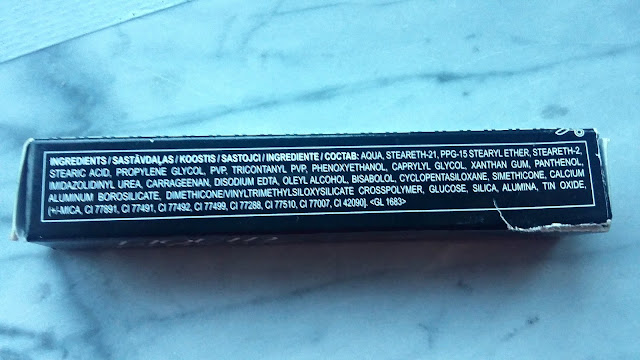 INGREDIENTS / SASTĀVDAĻAS / KOOSTIS / SASTOJCI / INGREDIENTE / СОСТАВ: AQUA, STEARETH-21, PPG-15 STEARYL ETHER, STEARETH-2,
STEARIC ACID, PROPYLENE GLYCOL, PVP, TRICONTANYL PVP, PHENOXYETHANOL, CAPRYLYL GLYCOL, XANTHAN GUM, PANTHENOL,
IMIDAZOLIDINYL UREA, CARRAGEENAN, DISODIUM EDTA, OLEYL ALCOHOL, BISABOLOL, CYCLOPENTASILOXANE, SIMETHICONE, CALCIUM
ALUMINUM BOROSILICATE, DIMETHICONE/VINYLTRIMETHYLSILOXYSILICATE CROSSPOLYMER, GLUCOSE, SILICA, ALUMINA, TIN OXIDE,
(+/-MICA, CI 77891, CI 77491, CI 77492, CI 77499, CI 77288, CI 77510, CI 77007, CI 42090]. <GL 1683>